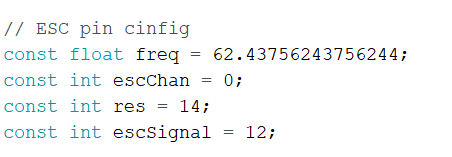 // ESC pin cinfig
const float freq = 62.43756243756244;
const int escChan = 0;
const int res = 14;
const int escSignal = 12;